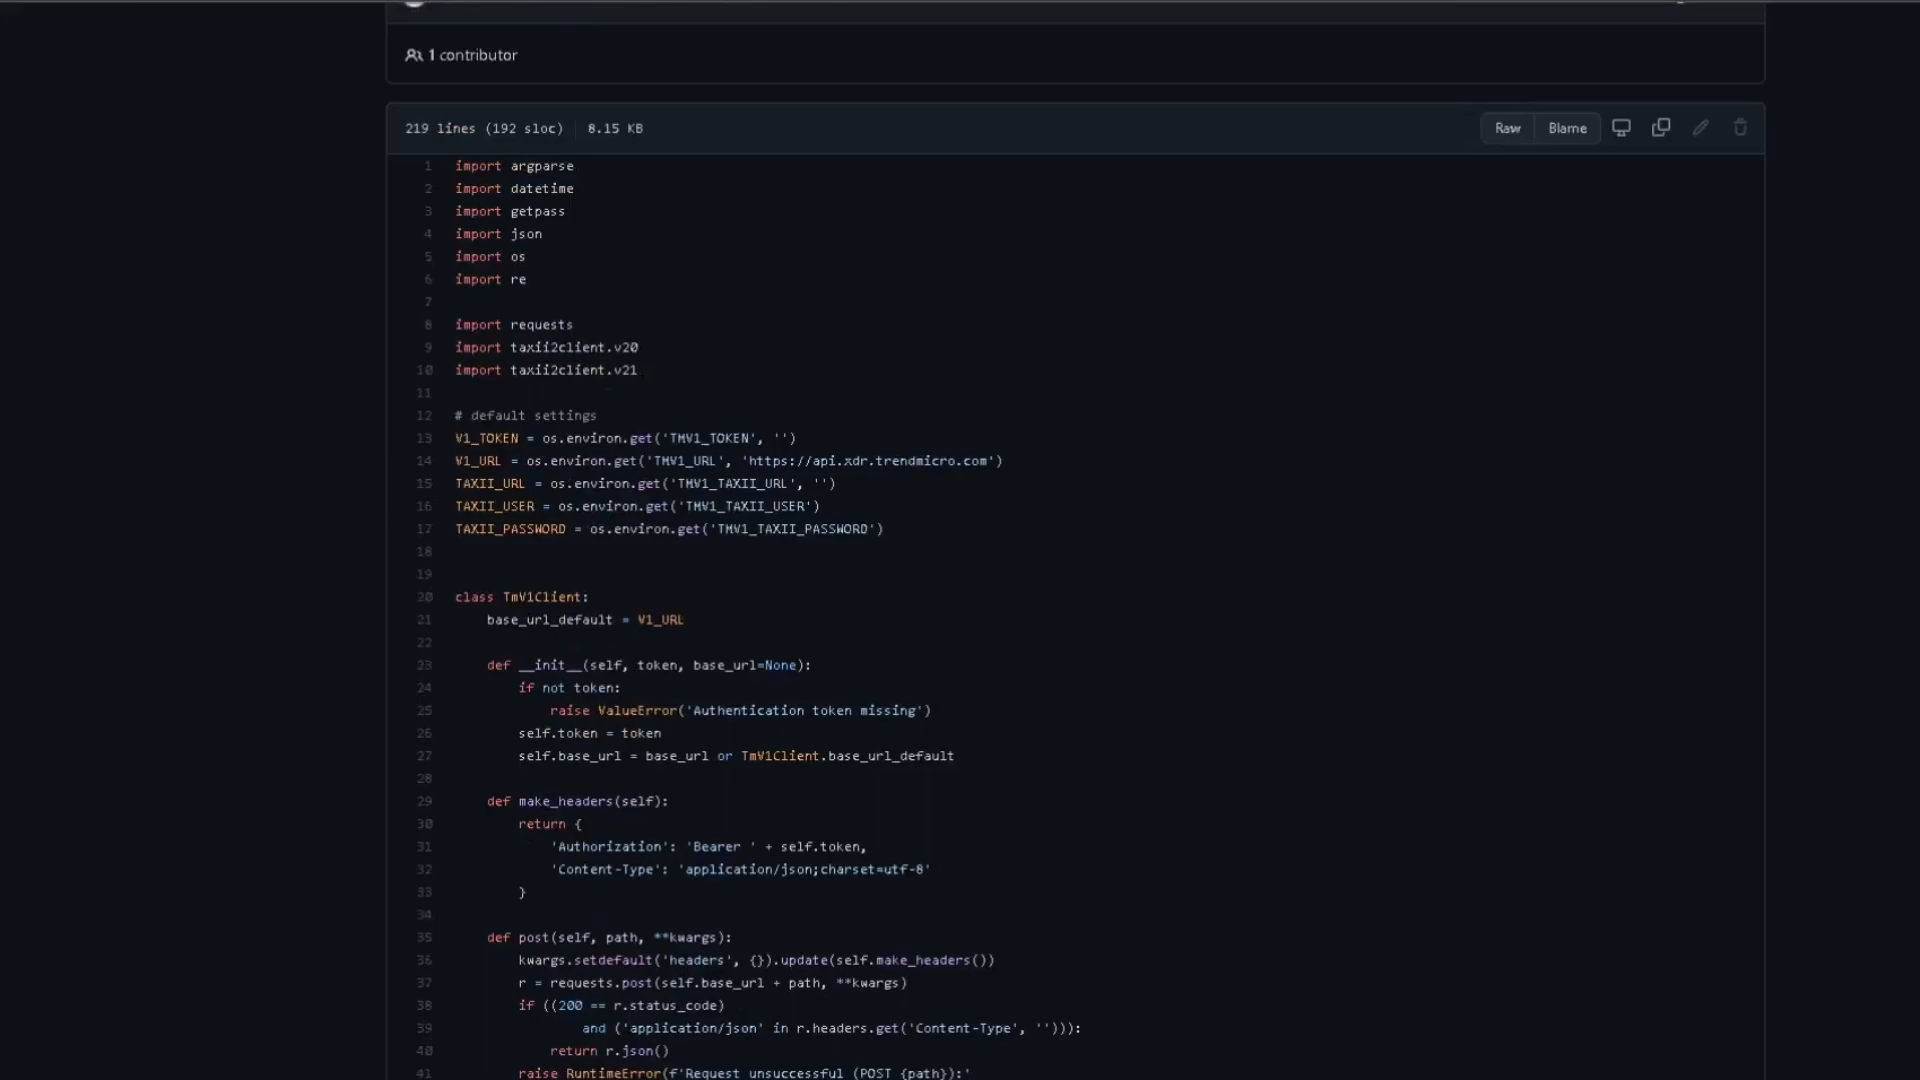 1 contributor
219 lines (192 sloc) 8.15 KB
Raw Blame
1 import argparse
2 import datetime
3 import getpass
4 import json
5 import os
6 import re
7
8 import requests
9 import taxii2client.v20
10 import taxii2client.v21
11
12 # default settings
13 V1_TOKEN = os.environ.get('TMV1_TOKEN', '')
14 V1_URL = os.environ.get('TMV1_URL', 'https://api.xdr.trendmicro.com')
15 TAXII_URL = os.environ.get('TMV1_TAXII_URL', '')
16 TAXII_USER = os.environ.get('TMV1_TAXII_USER')
17 TAXII_PASSWORD = os.environ.get('TMV1_TAXII_PASSWORD')
18
19
20 class TmV1Client:
21 base_url_default = V1_URL
22
23 def __init__(self, token, base_url=None):
24 if not token:
25 raise ValueError('Authentication token missing')
26 self.token = token
27 self.base_url = base_url or TmV1Client.base_url_default
28
29 def make_headers(self):
30 return {
31 'Authorization': 'Bearer ' + self.token,
32 'Content-Type': 'application/json;charset=utf-8'
33 }
34
35 def post(self, path, **kwargs):
36 kwargs.setdefault('headers', {}).update(self.make_headers())
37 r = requests.post(self.base_url + path, **kwargs)
38 if ((200 == r.status_code)
39 and ('application/json' in r.headers.get('Content-Type', ''))):
40 return r.json()
41 raise RuntimeError(f'Request unsuccessful (POST {path}):'